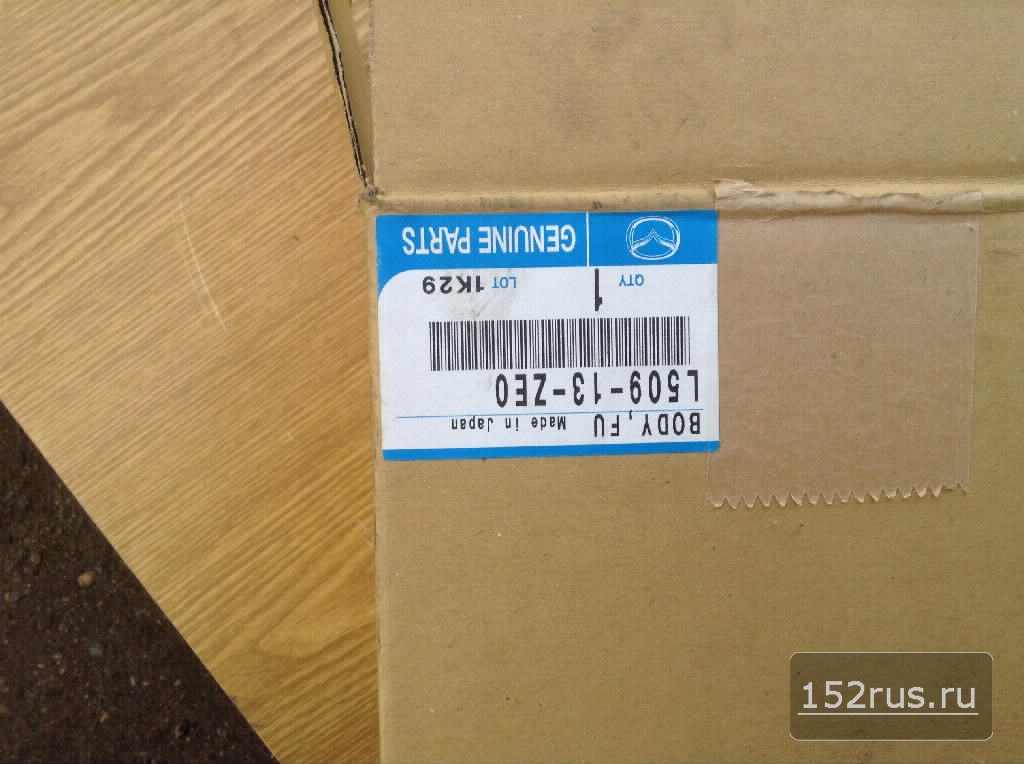 GENUINE PARTS
QTY 1 LOT 1K29
L509-13-ZE0
BODY, FU Made in Japan
152rus.ru